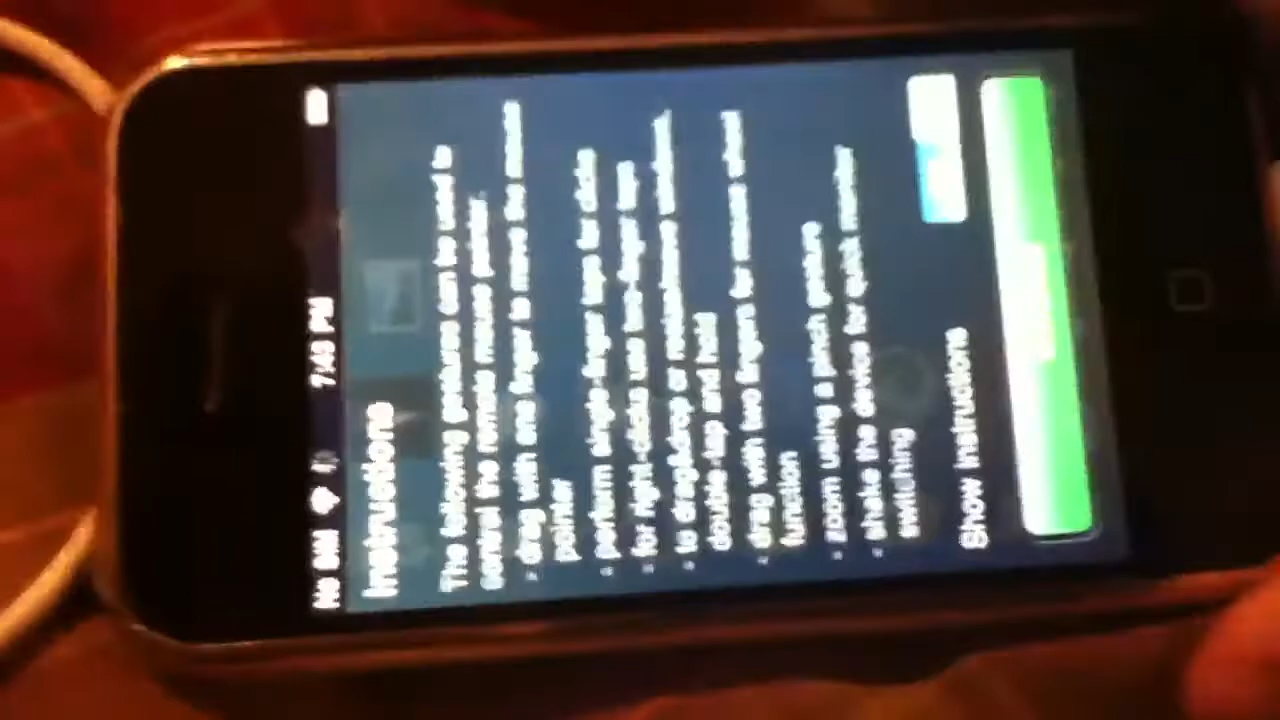 No SIM 7:43 PM
Instructions
The following gestures can be used to
control the remote mouse pointer:
- drag with one finger to move the mouse
pointer
- perform single-finger taps for clicks
- for right-clicks use two-finger taps
- to drag&drop or resize/move windows,
double-tap and hold
- drag with two fingers for mouse wheel
function
- zoom using a pinch gesture
- shake the device for quick monitor
switching
Show Instructions